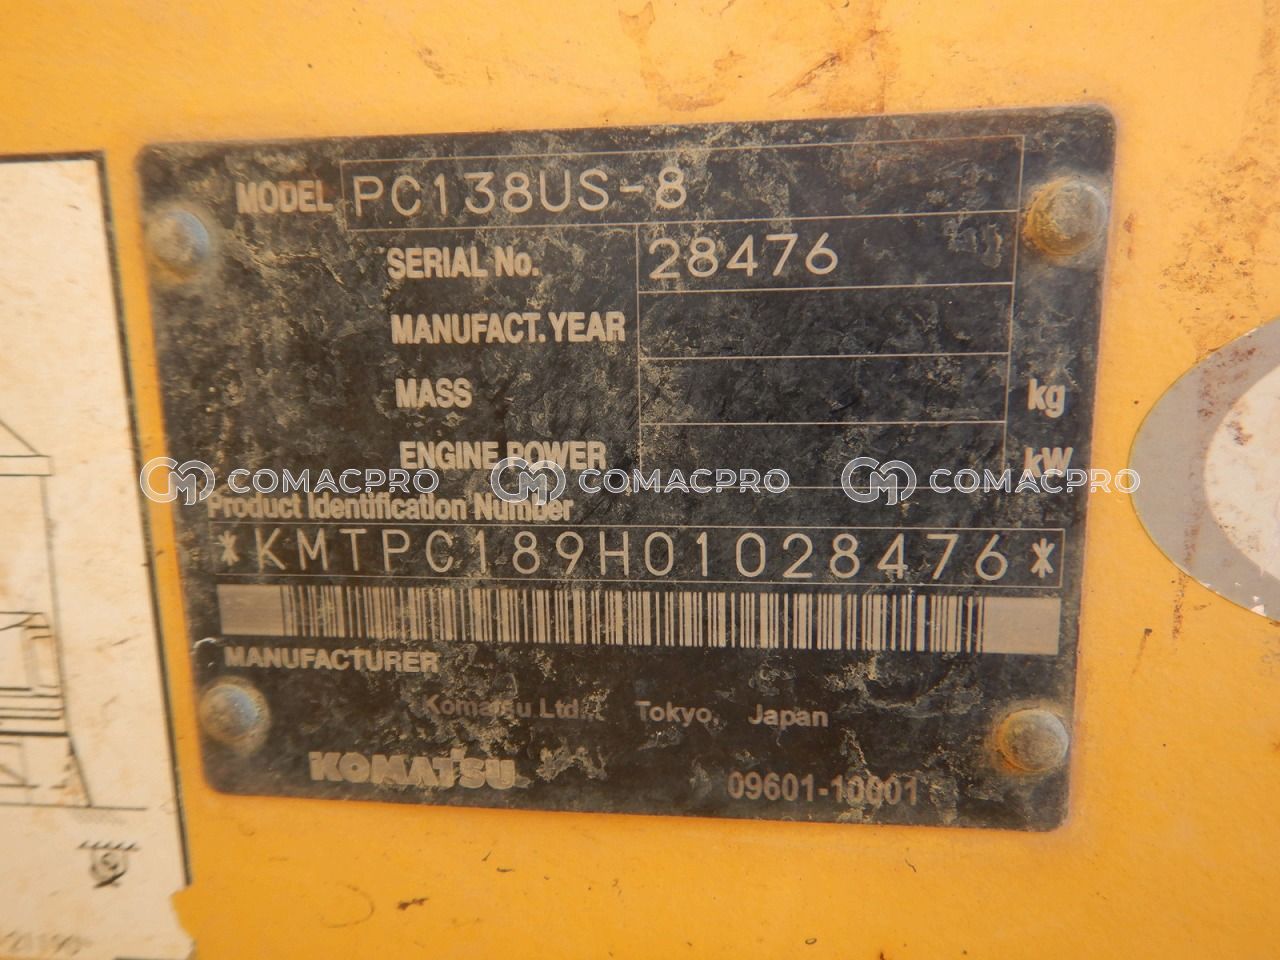 MODEL PC138US-8
SERIAL No. 28476
MANUFACT. YEAR
MASS kg
ENGINE POWER kW
COMACPRO COMACPRO COMACPRO
Product Identification Number
*KMTPC189H01028476*
MANUFACTURER
Komatsu Ltd. Tokyo, Japan
KOMATSU 09601-10001